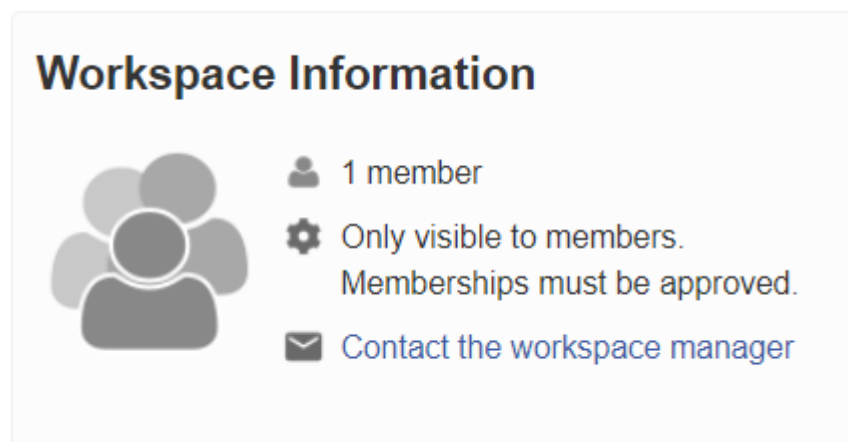 Workspace Information
1 member
Only visible to members.
Memberships must be approved.
Contact the workspace manager